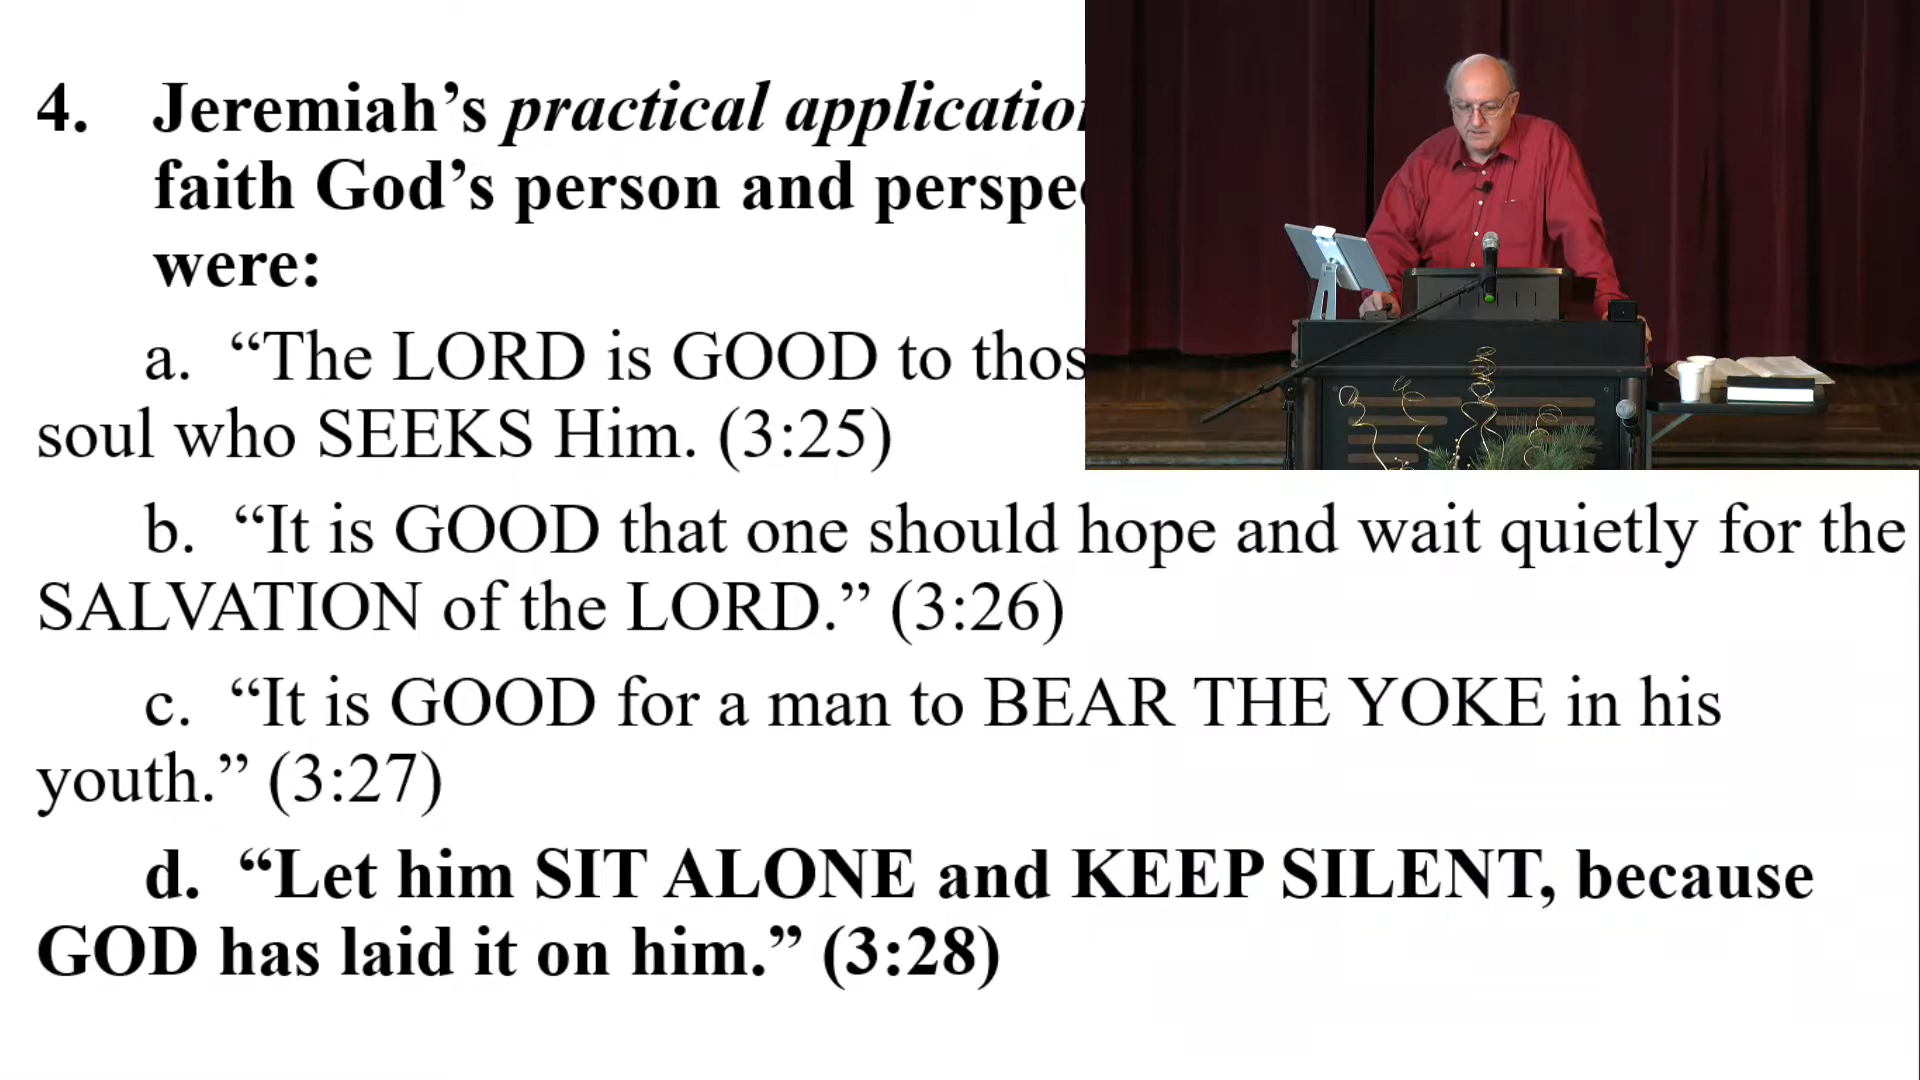 4. Jeremiah’s practical applicatio
faith God’s person and perspe
were:
a. “The LORD is GOOD to thos
soul who SEEKS Him. (3:25)
b. “It is GOOD that one should hope and wait quietly for the
SALVATION of the LORD.” (3:26)
c. “It is GOOD for a man to BEAR THE YOKE in his
youth.” (3:27)
d. “Let him SIT ALONE and KEEP SILENT, because
GOD has laid it on him.” (3:28)